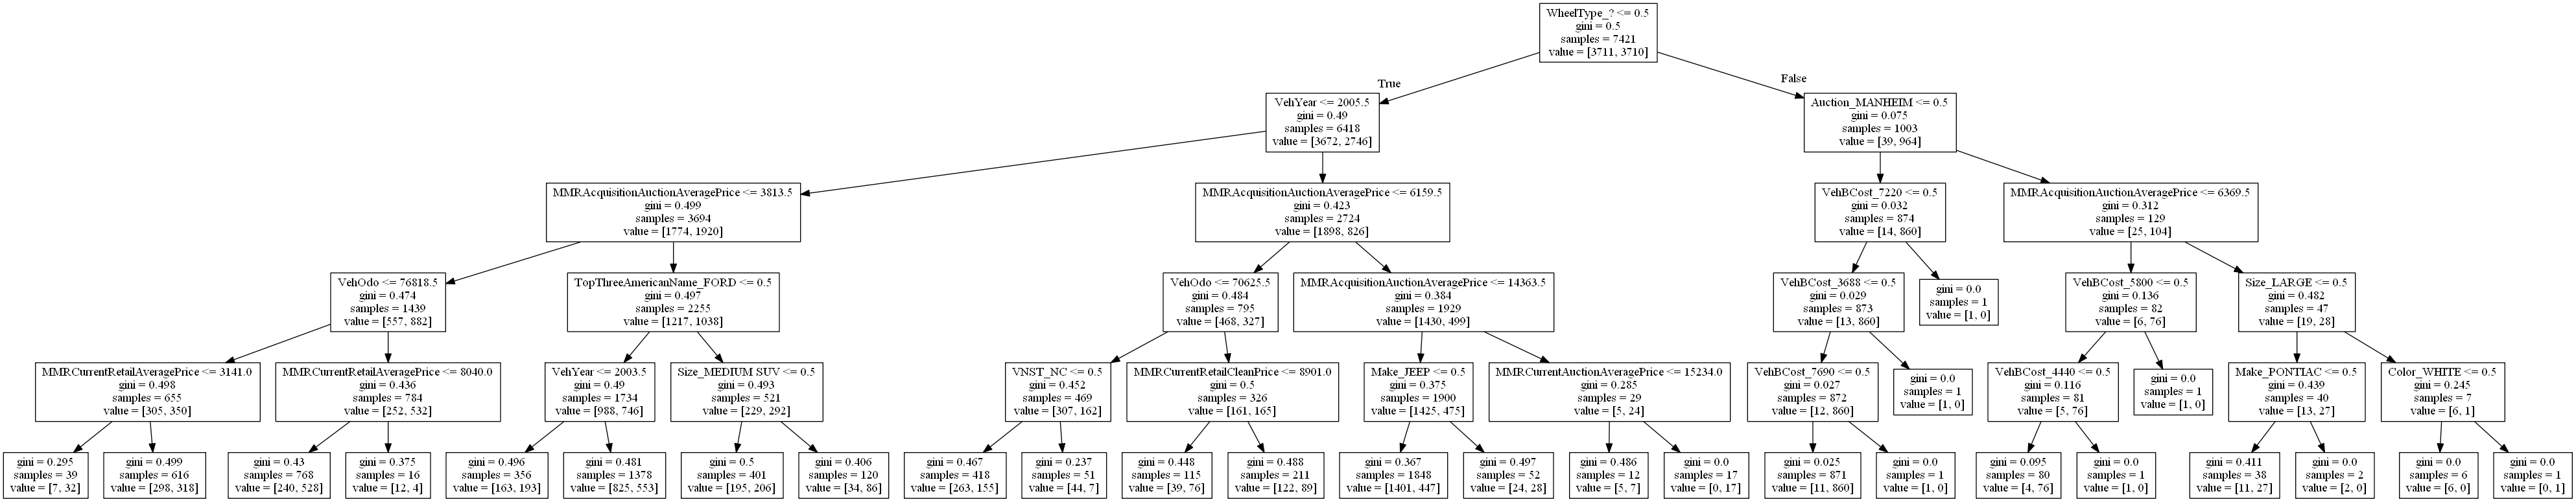 WheelType_? <= 0.5
gini = 0.5
samples = 7421
value = [3711, 3710]
True
False
VehYear <= 2005.5
gini = 0.49
samples = 6418
value = [3672, 2746]
Auction_MANHEIM <= 0.5
gini = 0.075
samples = 1003
value = [39, 964]
MMRAcquisitionAuctionAveragePrice <= 3813.5
gini = 0.499
samples = 3694
value = [1774, 1920]
MMRAcquisitionAuctionAveragePrice <= 6159.5
gini = 0.423
samples = 2724
value = [1898, 826]
VehBCost_7220 <= 0.5
gini = 0.032
samples = 874
value = [14, 860]
MMRAcquisitionAuctionAveragePrice <= 6369.5
gini = 0.312
samples = 129
value = [25, 104]
VehOdo <= 76818.5
gini = 0.474
samples = 1439
value = [557, 882]
TopThreeAmericanName_FORD <= 0.5
gini = 0.497
samples = 2255
value = [1217, 1038]
VehOdo <= 70625.5
gini = 0.484
samples = 795
value = [468, 327]
MMRAcquisitionAuctionAveragePrice <= 14363.5
gini = 0.384
samples = 1929
value = [1430, 499]
VehBCost_3688 <= 0.5
gini = 0.029
samples = 873
value = [13, 860]
gini = 0.0
samples = 1
value = [1, 0]
VehBCost_5800 <= 0.5
gini = 0.136
samples = 82
value = [6, 76]
Size_LARGE <= 0.5
gini = 0.482
samples = 47
value = [19, 28]
MMRCurrentRetailAveragePrice <= 3141.0
gini = 0.498
samples = 655
value = [305, 350]
MMRCurrentRetailAveragePrice <= 8040.0
gini = 0.436
samples = 784
value = [252, 532]
VehYear <= 2003.5
gini = 0.49
samples = 1734
value = [988, 746]
Size_MEDIUM SUV <= 0.5
gini = 0.493
samples = 521
value = [229, 292]
VNST_NC <= 0.5
gini = 0.452
samples = 469
value = [307, 162]
MMRCurrentRetailCleanPrice <= 8901.0
gini = 0.5
samples = 326
value = [161, 165]
Make_JEEP <= 0.5
gini = 0.375
samples = 1900
value = [1425, 475]
MMRCurrentAuctionAveragePrice <= 15234.0
gini = 0.285
samples = 29
value = [5, 24]
VehBCost_7690 <= 0.5
gini = 0.027
samples = 872
value = [12, 860]
gini = 0.0
samples = 1
value = [1, 0]
VehBCost_4440 <= 0.5
gini = 0.116
samples = 81
value = [5, 76]
gini = 0.0
samples = 1
value = [1, 0]
Make_PONTIAC <= 0.5
gini = 0.439
samples = 40
value = [13, 27]
Color_WHITE <= 0.5
gini = 0.245
samples = 7
value = [6, 1]
gini = 0.295
samples = 39
value = [7, 32]
gini = 0.499
samples = 616
value = [298, 318]
gini = 0.43
samples = 768
value = [240, 528]
gini = 0.375
samples = 16
value = [12, 4]
gini = 0.496
samples = 356
value = [163, 193]
gini = 0.481
samples = 1378
value = [825, 553]
gini = 0.5
samples = 401
value = [195, 206]
gini = 0.406
samples = 120
value = [34, 86]
gini = 0.467
samples = 418
value = [263, 155]
gini = 0.237
samples = 51
value = [44, 7]
gini = 0.448
samples = 115
value = [39, 76]
gini = 0.488
samples = 211
value = [122, 89]
gini = 0.367
samples = 1848
value = [1401, 447]
gini = 0.497
samples = 52
value = [24, 28]
gini = 0.486
samples = 12
value = [5, 7]
gini = 0.0
samples = 17
value = [0, 17]
gini = 0.025
samples = 871
value = [11, 860]
gini = 0.0
samples = 1
value = [1, 0]
gini = 0.095
samples = 80
value = [4, 76]
gini = 0.0
samples = 1
value = [1, 0]
gini = 0.411
samples = 38
value = [11, 27]
gini = 0.0
samples = 2
value = [2, 0]
gini = 0.0
samples = 6
value = [6, 0]
gini = 0.0
samples = 1
value = [0, 1]